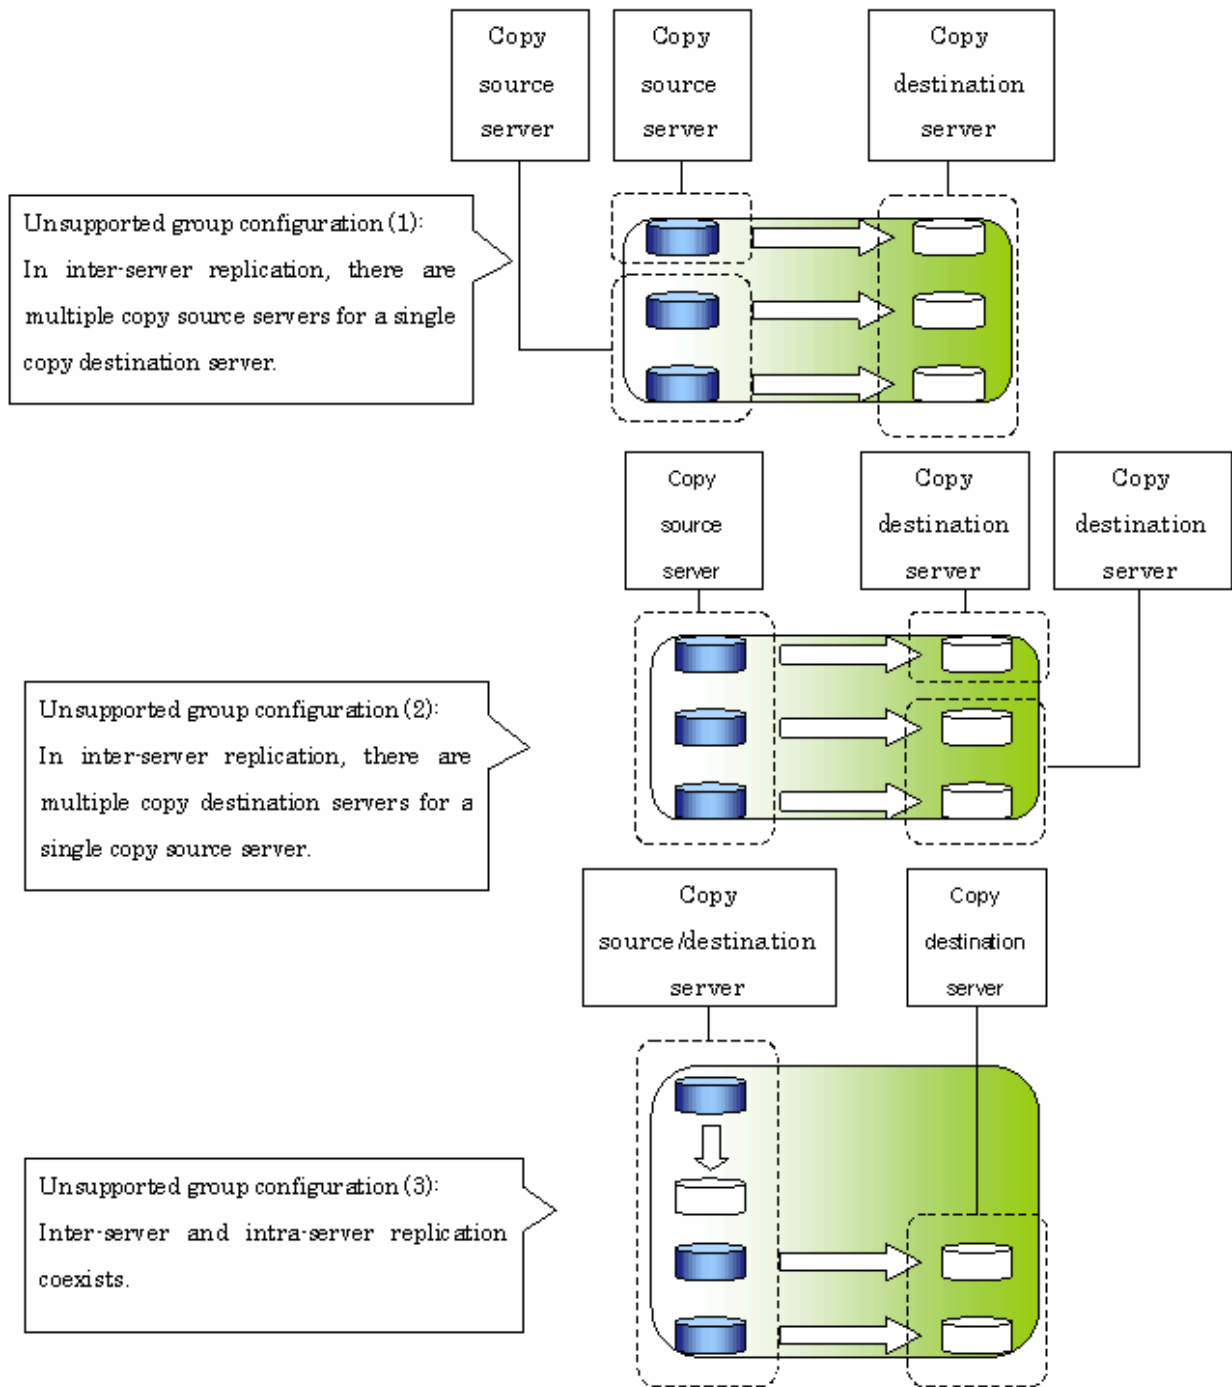 Copy
source
server
Copy
source
server
Copy
destination
server
Unsupported group configuration (1):
In inter-server replication, there are
multiple copy source servers for a single
copy destination server.
Copy
source
server
Copy
destination
server
Copy
destination
server
Unsupported group configuration (2):
In inter-server replication, there are
multiple copy destination servers for a
single copy source server.
Copy
source/destination
server
Copy
destination
server
Unsupported group configuration (3):
Inter-server and intra-server replication
coexists.